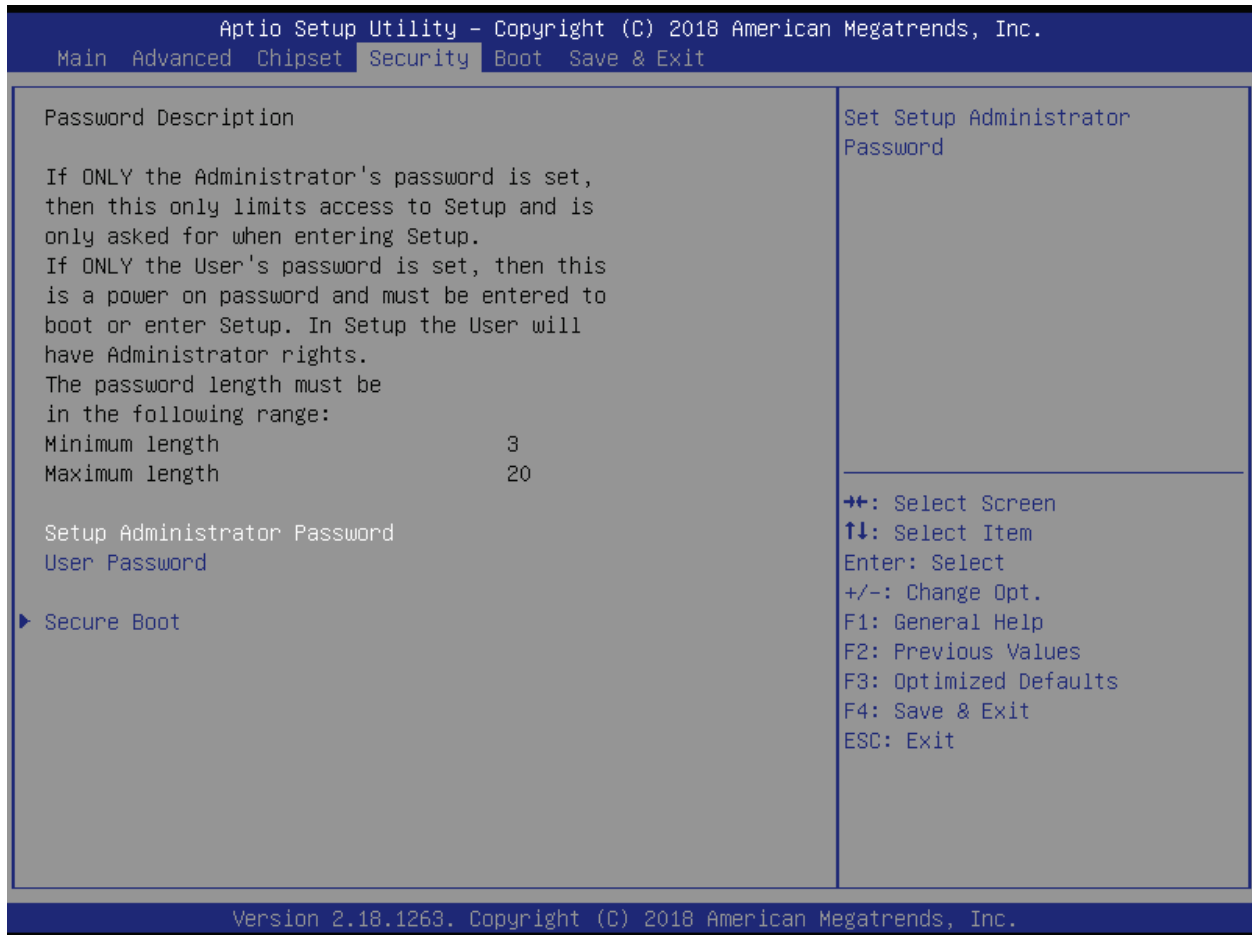 Aptio Setup Utility – Copyright (C) 2018 American Megatrends, Inc.
Main Advanced Chipset Security Boot Save & Exit
Password Description
If ONLY the Administrator's password is set,
then this only limits access to Setup and is
only asked for when entering Setup.
If ONLY the User's password is set, then this
is a power on password and must be entered to
boot or enter Setup. In Setup the User will
have Administrator rights.
The password length must be
in the following range:
Minimum length 3
Maximum length 20
Setup Administrator Password
User Password
▶ Secure Boot
Set Setup Administrator
Password
→←: Select Screen
↑↓: Select Item
Enter: Select
+/-: Change Opt.
F1: General Help
F2: Previous Values
F3: Optimized Defaults
F4: Save & Exit
ESC: Exit
Version 2.18.1263. Copyright (C) 2018 American Megatrends, Inc.